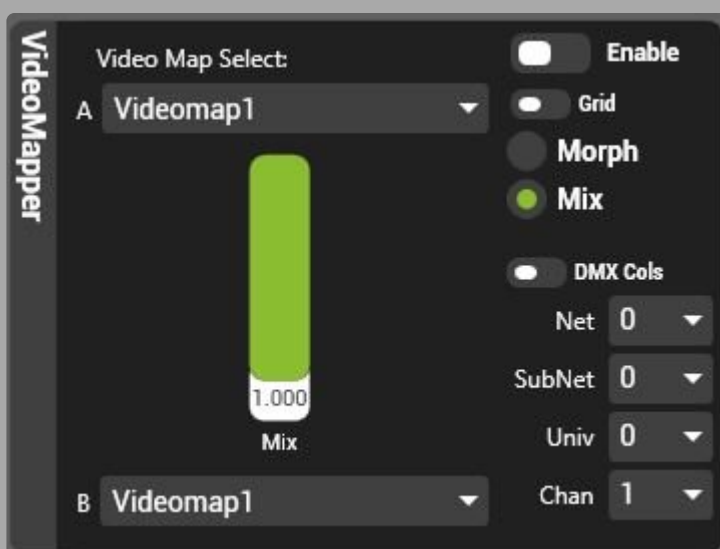 VideoMapper
Video Map Select:
A Videomap1
1.000
Mix
B Videomap1
Enable
Grid
Morph
Mix
DMX Cols
Net 0
SubNet 0
Univ 0
Chan 1